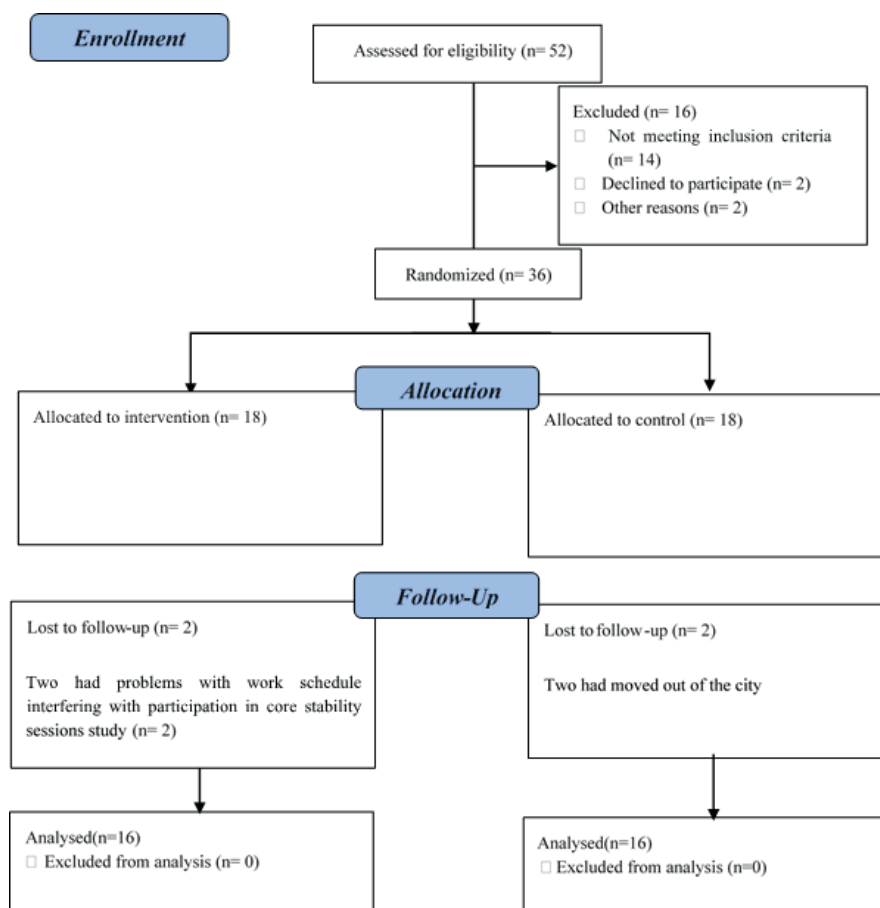 Enrollment
Assessed for eligibility (n= 52)
Excluded (n= 16)
Not meeting inclusion criteria
(n= 14)
Declined to participate (n= 2)
Other reasons (n= 2)
Randomized (n= 36)
Allocation
Allocated to intervention (n= 18)
Allocated to control (n= 18)
Follow-Up
Lost to follow-up (n= 2)
Two had problems with work schedule
interfering with participation in core stability
sessions study (n= 2)
Lost to follow-up (n= 2)
Two had moved out of the city
Analysed(n=16)
Excluded from analysis (n= 0)
Analysed(n=16)
Excluded from analysis (n=0)